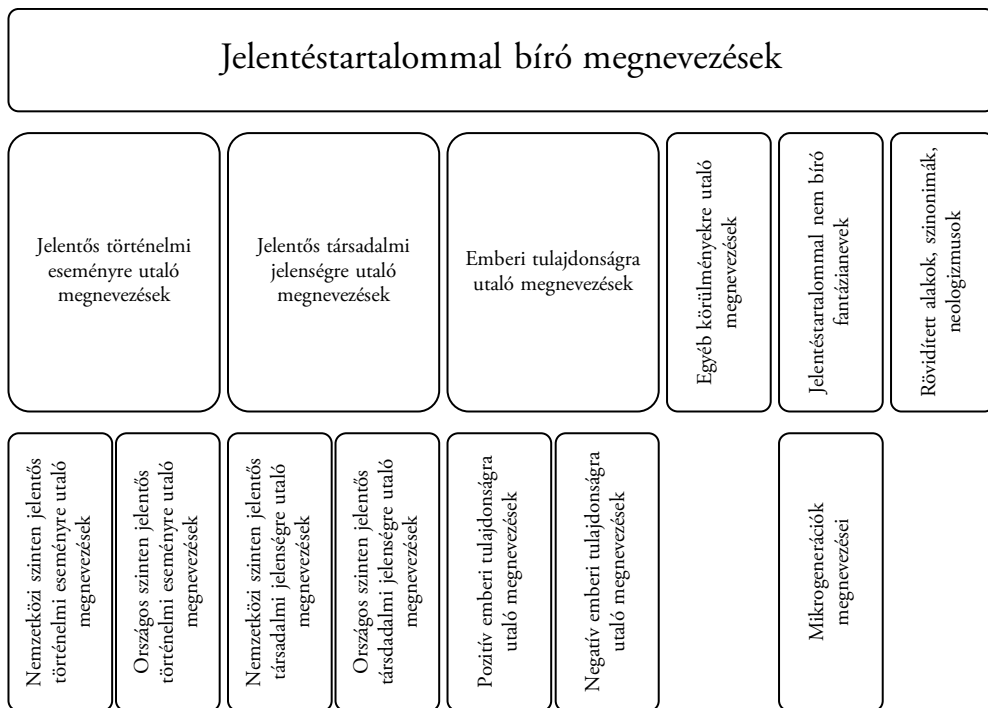 Jelentéstartalommal bíró megnevezések
Jelentős történelmi
eseményre utaló
megnevezések
Jelentős társadalmi
jelenségre utaló
megnevezések
Emberi tulajdonságra
utaló megnevezések
Egyéb körülményekre utaló
megnevezések
Jelentéstartalommal nem bíró
fantázianevek
Rövidített alakok, szinonimák,
neologizmusok
Nemzetközi szinten jelentős
történelmi eseményre utaló
megnevezések
Országos szinten jelentős
történelmi eseményre utaló
megnevezések
Nemzetközi szinten jelentős
társadalmi jelenségre utaló
megnevezések
Országos szinten jelentős
társdadalmi jelenségre utaló
megnevezések
Pozitív emberi tulajdonságra
utaló megnevezések
Negatív emberi tulajdonságra
utaló megnevezések
Mikrogenerációk
megnevezései